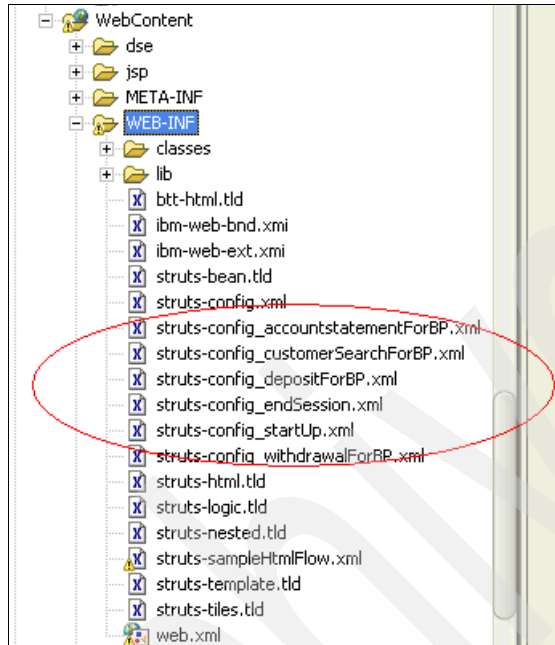 WebContent
dse
jsp
META-INF
WEB-INF
classes
lib
btt-html.tld
ibm-web-bnd.xmi
ibm-web-ext.xmi
struts-bean.tld
struts-config.xml
struts-config_accountstatementForBP.xml
struts-config_customerSearchForBP.xml
struts-config_depositForBP.xml
struts-config_endSession.xml
struts-config_startUp.xml
struts-config_withdrawalForBP.xml
struts-html.tld
struts-logic.tld
struts-nested.tld
struts-sampleHtmlFlow.xml
struts-template.tld
struts-tiles.tld
web.xml